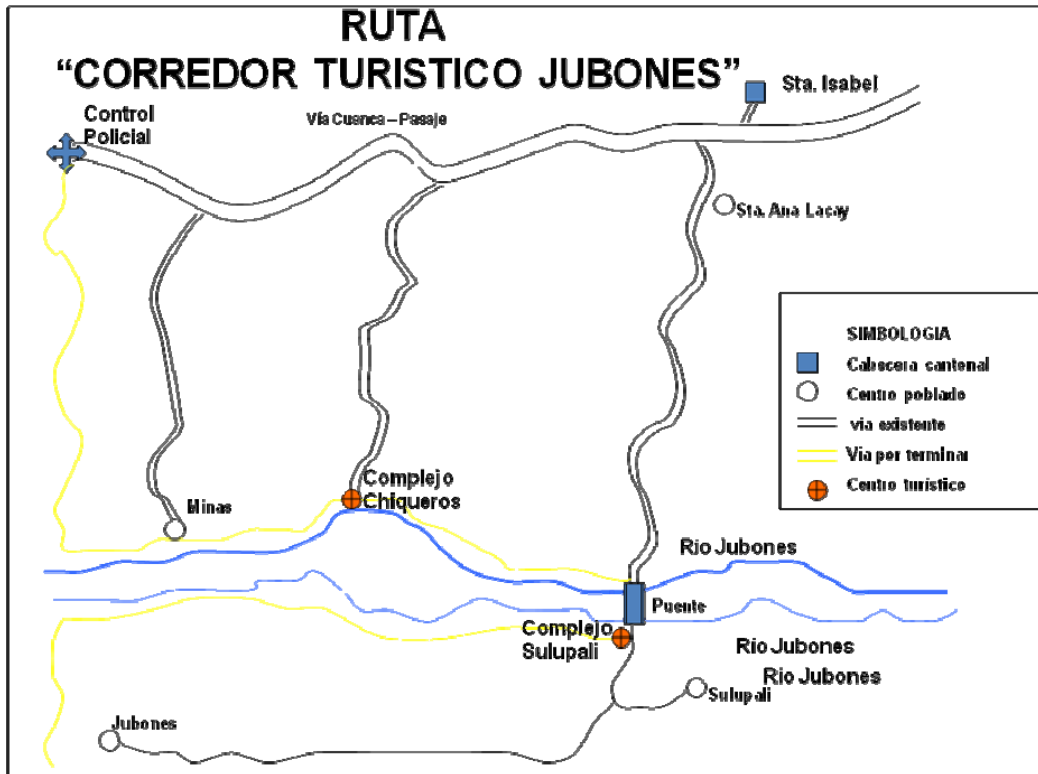 RUTA
“CORREDOR TURISTICO JUBONES”
Sta. Isabel
Control
Policial
Vía Cuenca – Pasaje
Sta. Ana Lacay
SIMBOLOGIA
Cabecera cantonal
Centro poblado
via existente
Via por terminar
Centro turístico
Complejo
Chiqueros
Minas
Rio Jubones
Puente
Complejo
Sulupali
Rio Jubones
Rio Jubones
Sulupali
Jubones